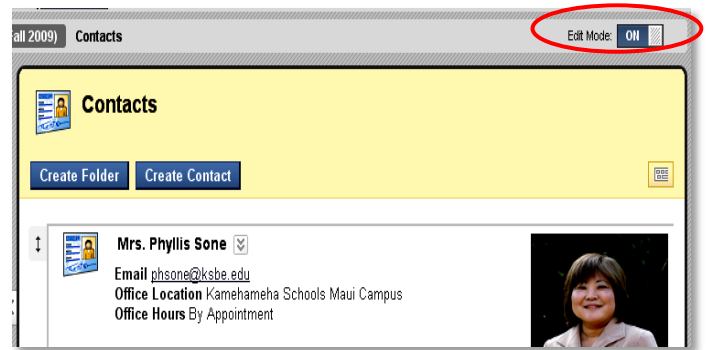 all 2009) Contacts Edit Mode: ON
Contacts
Create Folder Create Contact
Mrs. Phyllis Sone
Email phsone@ksbe.edu
Office Location Kamehameha Schools Maui Campus
Office Hours By Appointment